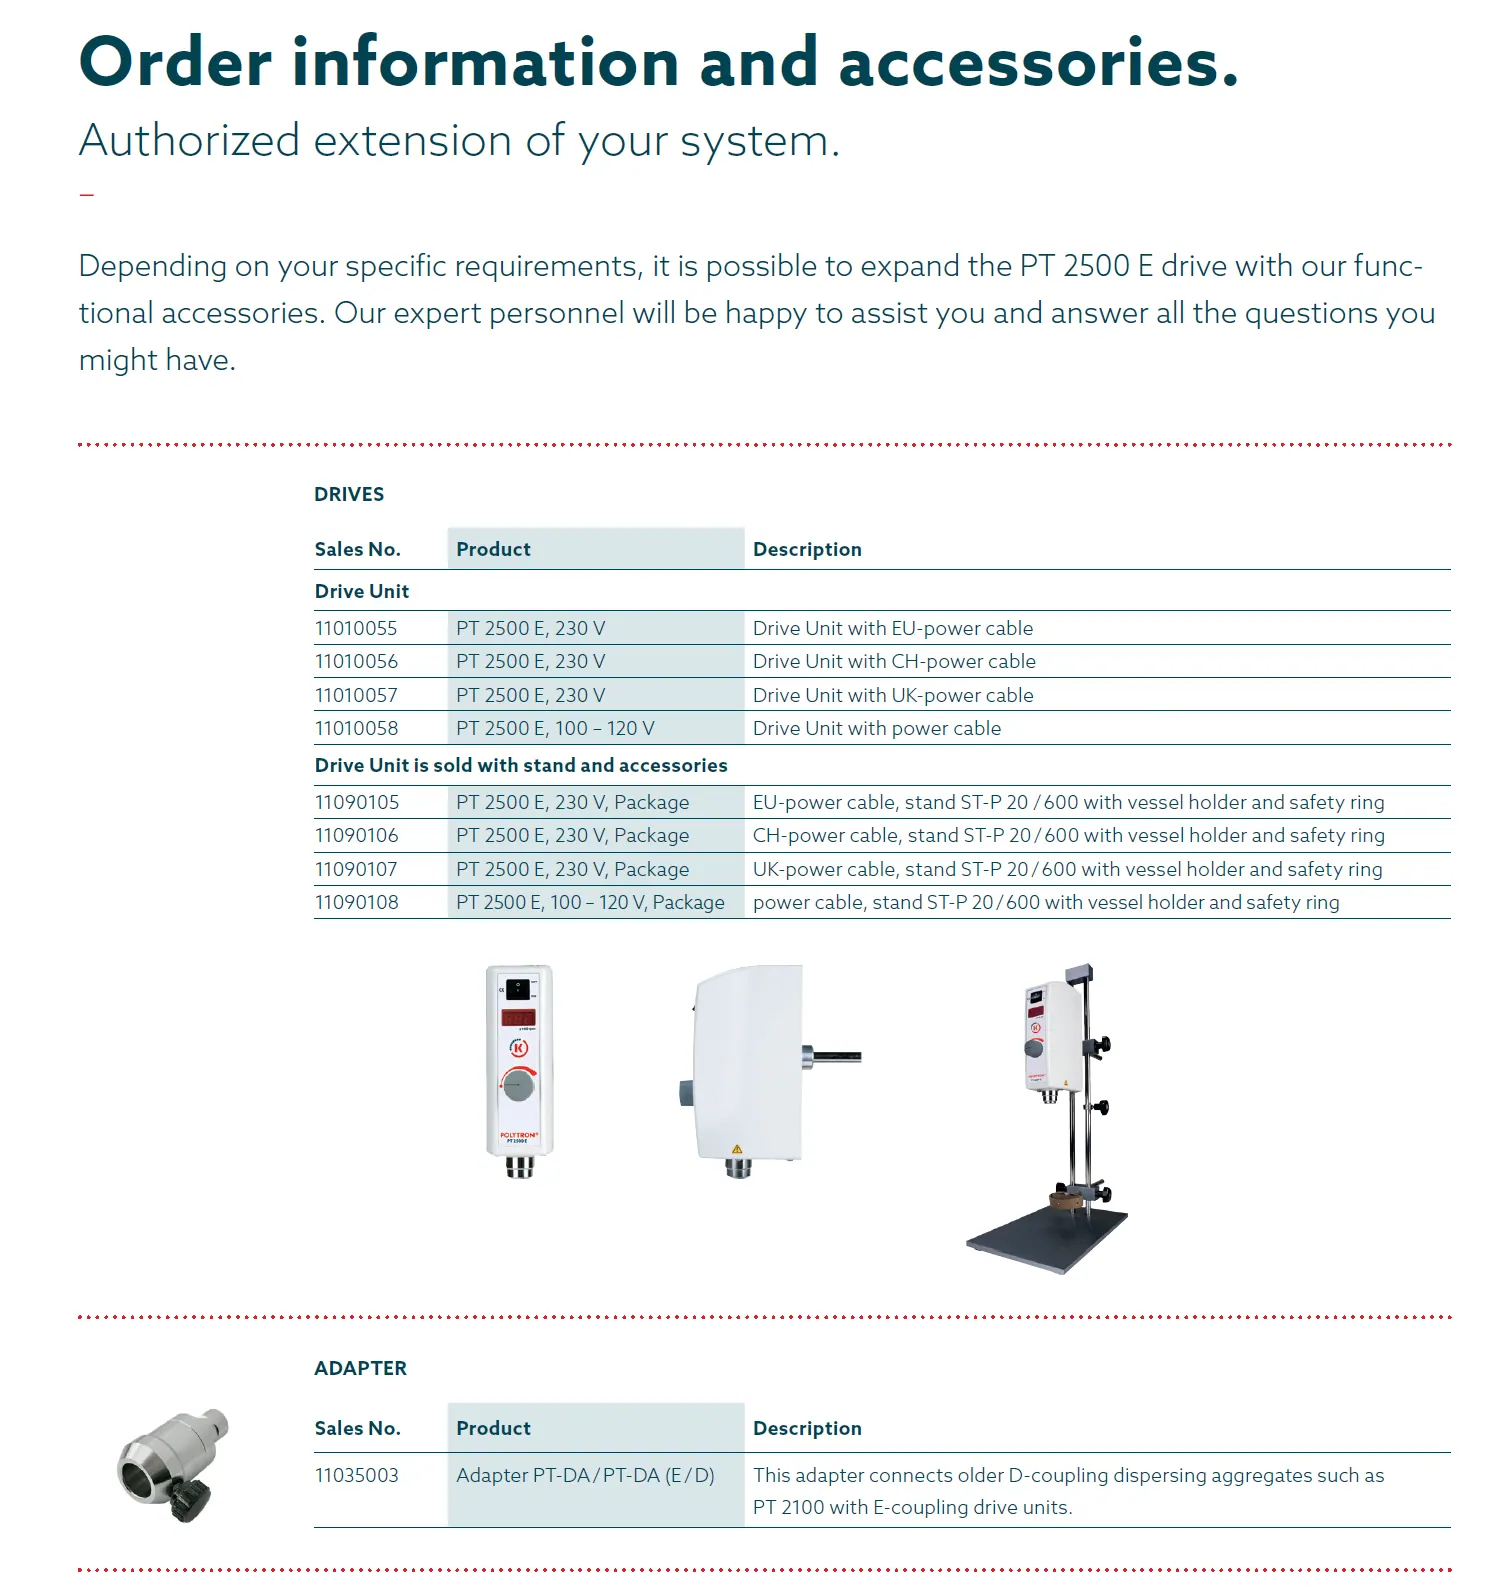 Order information and accessories.
Authorized extension of your system.
–
Depending on your specific requirements, it is possible to expand the PT 2500 E drive with our func-
tional accessories. Our expert personnel will be happy to assist you and answer all the questions you
might have.
DRIVES
Sales No. Product Description
Drive Unit
11010055 PT 2500 E, 230 V Drive Unit with EU-power cable
11010056 PT 2500 E, 230 V Drive Unit with CH-power cable
11010057 PT 2500 E, 230 V Drive Unit with UK-power cable
11010058 PT 2500 E, 100 – 120 V Drive Unit with power cable
Drive Unit is sold with stand and accessories
11090105 PT 2500 E, 230 V, Package EU-power cable, stand ST-P 20 / 600 with vessel holder and safety ring
11090106 PT 2500 E, 230 V, Package CH-power cable, stand ST-P 20 / 600 with vessel holder and safety ring
11090107 PT 2500 E, 230 V, Package UK-power cable, stand ST-P 20 / 600 with vessel holder and safety ring
11090108 PT 2500 E, 100 – 120 V, Package power cable, stand ST-P 20 / 600 with vessel holder and safety ring
CE
K
POLYTRON®
PT 2500 E
K
POLYTRON
ADAPTER
Sales No. Product Description
11035003 Adapter PT-DA / PT-DA (E / D) This adapter connects older D-coupling dispersing aggregates such as
PT 2100 with E-coupling drive units.